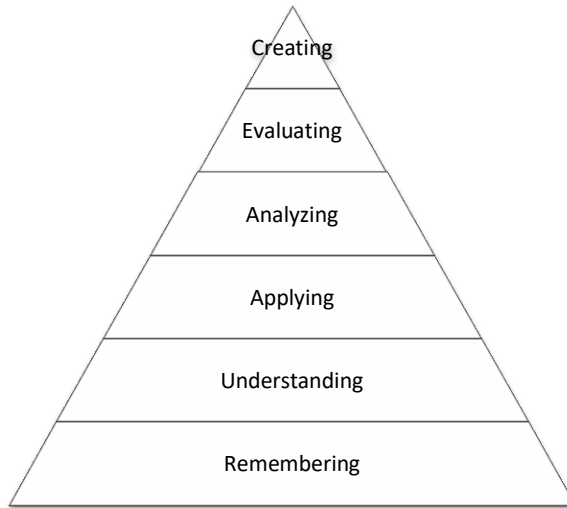 Creating
Evaluating
Analyzing
Applying
Understanding
Remembering